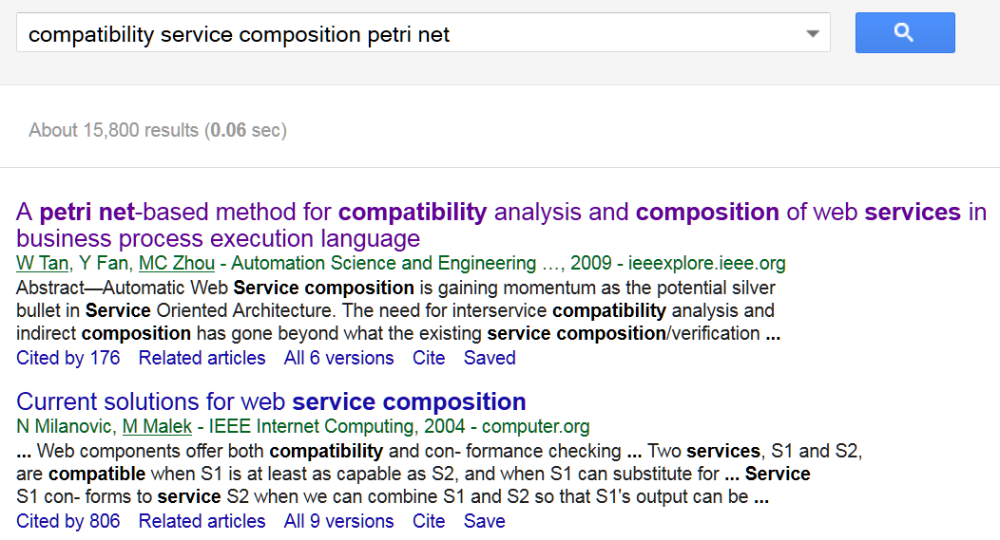 compatibility service composition petri net
About 15,800 results (0.06 sec)
A petri net-based method for compatibility analysis and composition of web services in
business process execution language
W Tan, Y Fan, MC Zhou - Automation Science and Engineering …, 2009 - ieeexplore.ieee.org
Abstract—Automatic Web Service composition is gaining momentum as the potential silver
bullet in Service Oriented Architecture. The need for interservice compatibility analysis and
indirect composition has gone beyond what the existing service composition/verification ...
Cited by 176 Related articles All 6 versions Cite Saved
Current solutions for web service composition
N Milanovic, M Malek - IEEE Internet Computing, 2004 - computer.org
... Web components offer both compatibility and con- formance checking ... Two services, S1 and S2,
are compatible when S1 is at least as capable as S2, and when S1 can substitute for ... Service
S1 con- forms to service S2 when we can combine S1 and S2 so that S1's output can be ...
Cited by 806 Related articles All 9 versions Cite Save